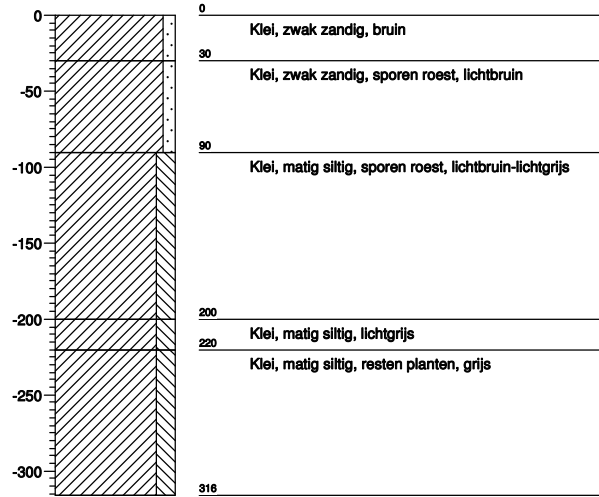 0
0
Klei, zwak zandig, bruin
30
Klei, zwak zandig, sporen roest, lichtbruin
-50
90
Klei, matig siltig, sporen roest, lichtbruin-lichtgrijs
-100
-150
200
-200
Klei, matig siltig, lichtgrijs
220
Klei, matig siltig, resten planten, grijs
-250
-300
316